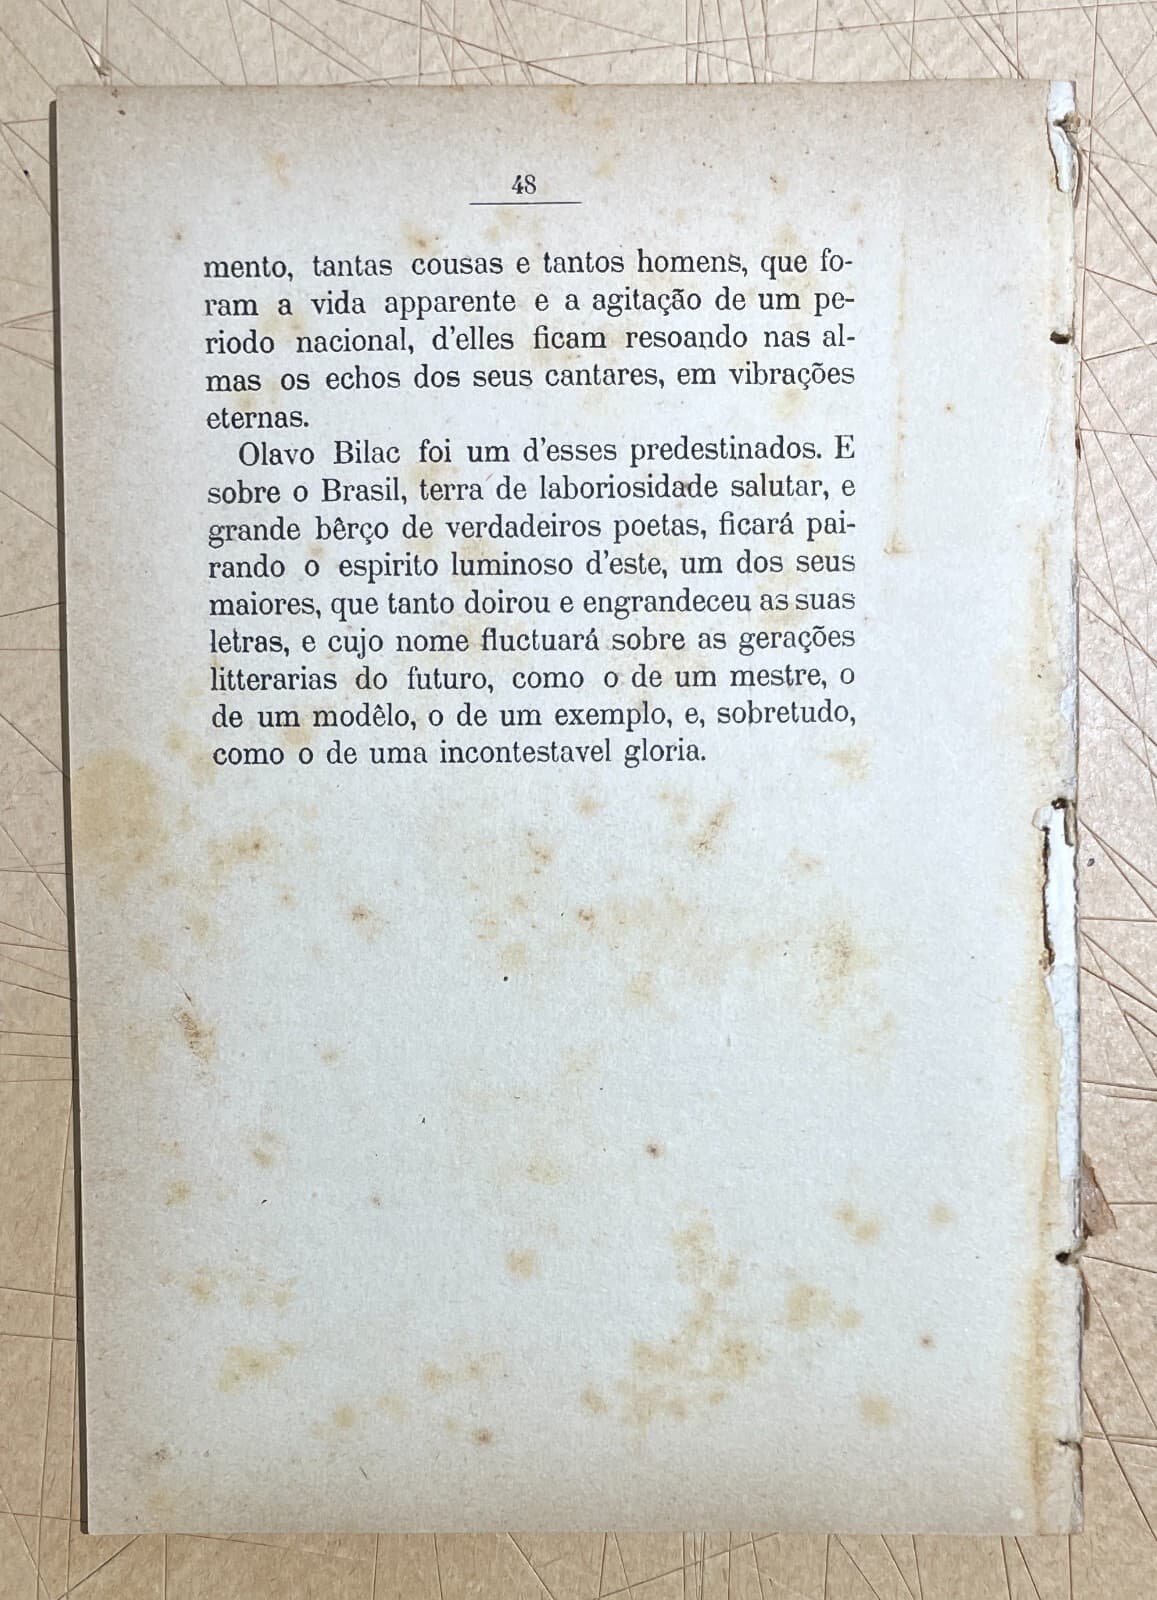 48
mento, tantas cousas e tantos homens, que fo-
ram a vida apparente e a agitação de um pe-
riodo nacional, d'elles ficam resoando nas al-
mas os echos dos seus cantares, em vibrações
eternas.
Olavo Bilac foi um d'esses predestinados. E
sobre o Brasil, terra de laboriosidade salutar, e
grande bêrço de verdadeiros poetas, ficará pai-
rando o espirito luminoso d'este, um dos seus
maiores, que tanto doirou e engrandeceu as suas
letras, e cujo nome fluctuará sobre as gerações
litterarias do futuro, como o de um mestre, o
de um modêlo, o de um exemplo, e, sobretudo,
como o de uma incontestavel gloria.